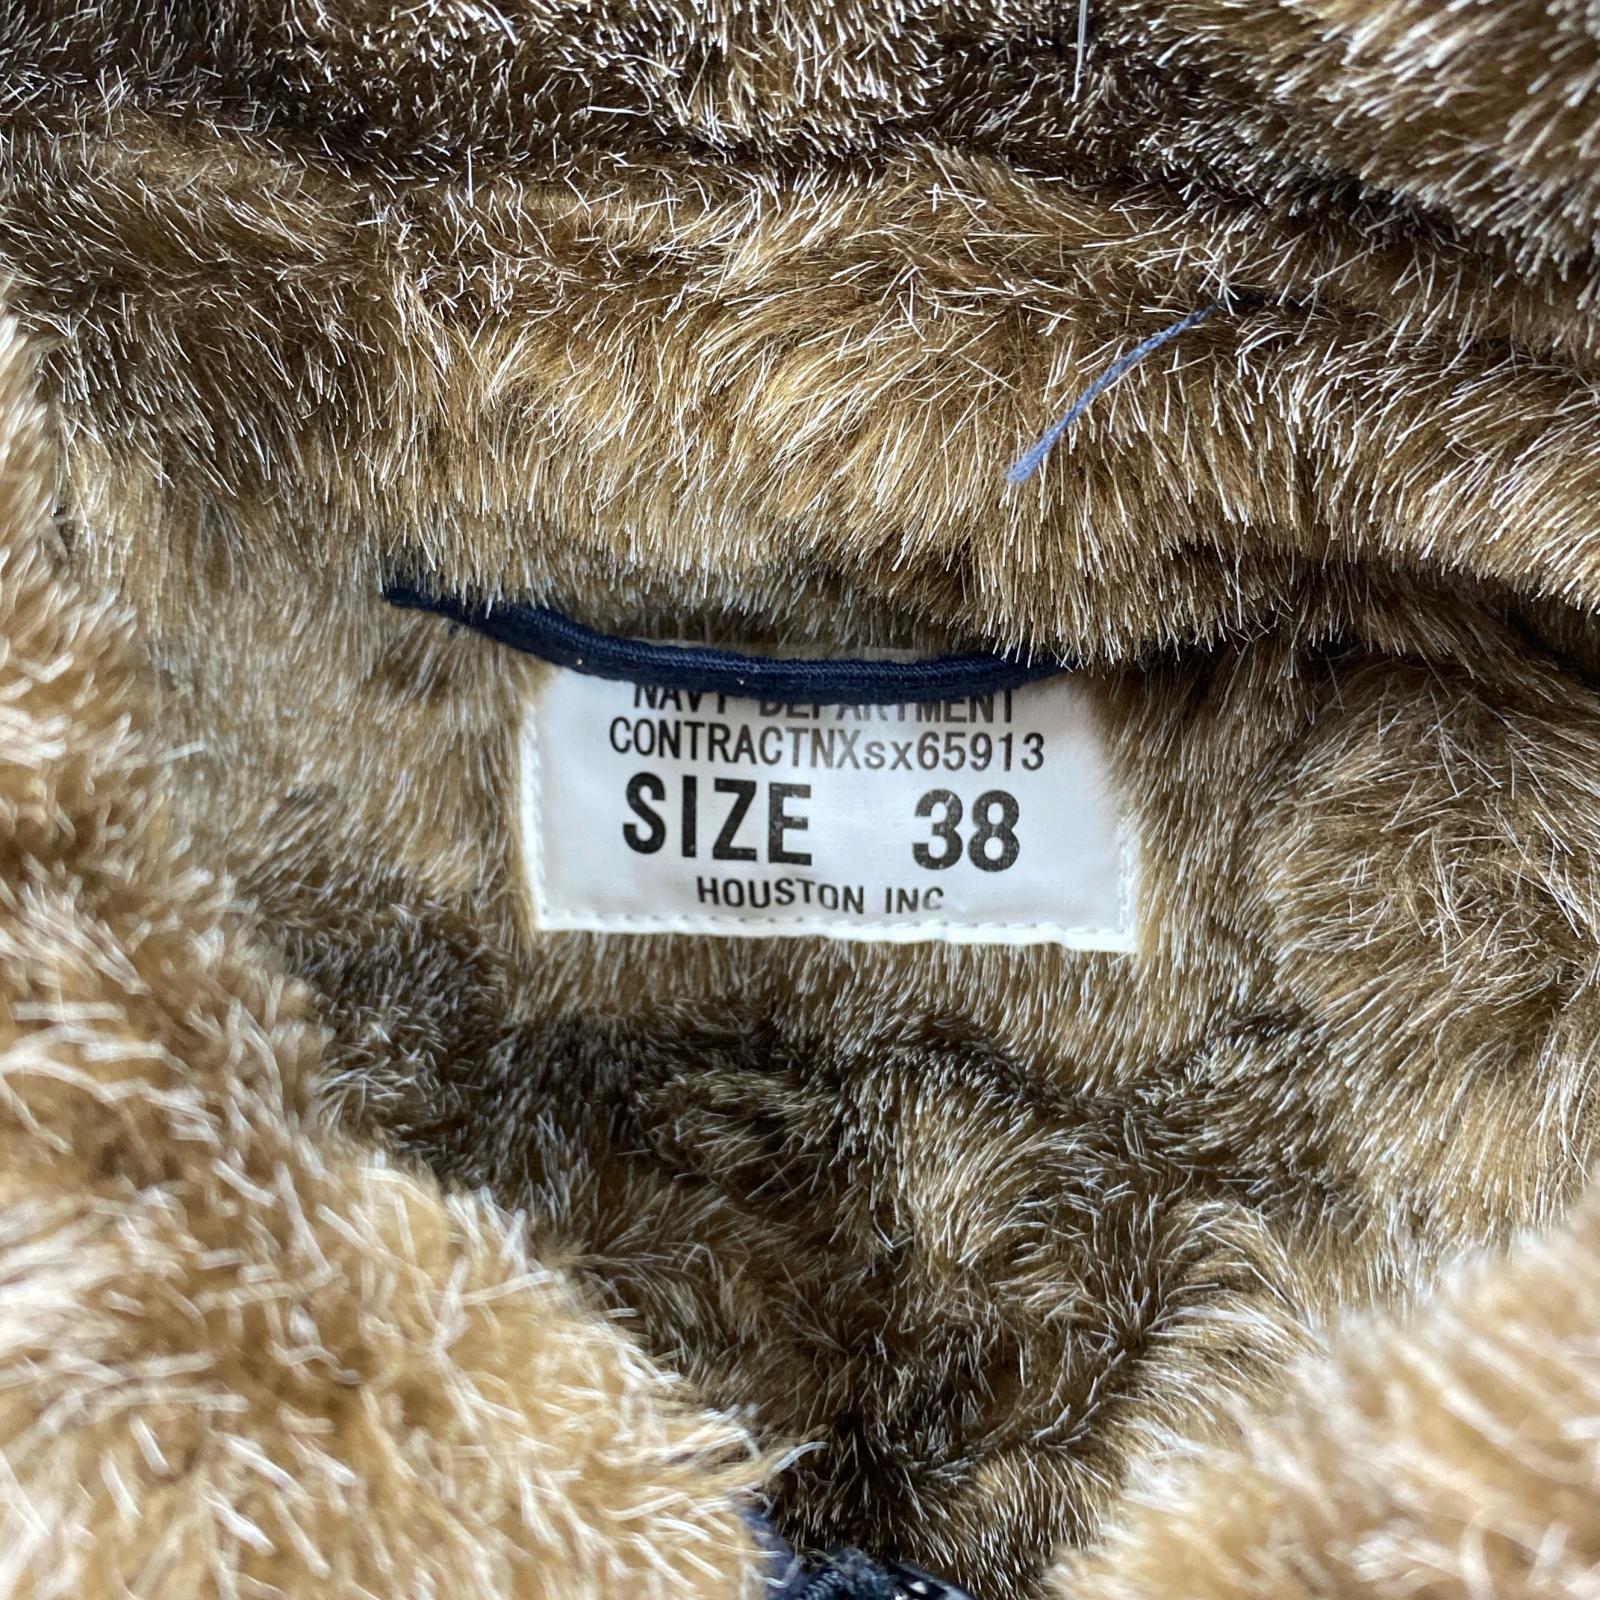 NAVY DEPARTMENT
CONTRACTNXsx65913
SIZE 38
HOUSTON INC